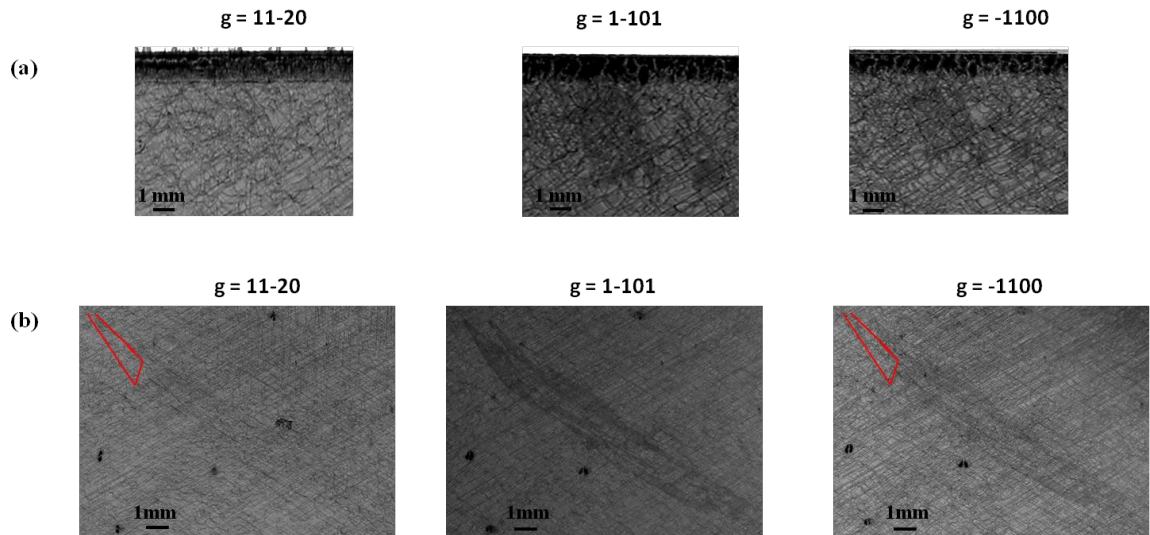 g = 11-20 g = 1-101 g = -1100
(a)
1 mm 1 mm 1 mm
g = 11-20 g = 1-101 g = -1100
(b)
1mm 1mm 1mm